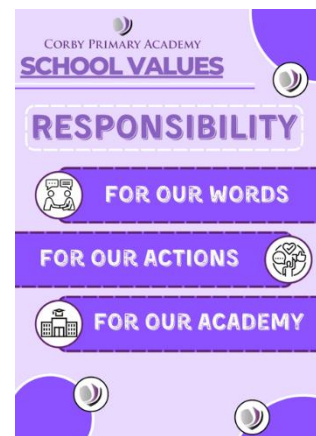 CORBY PRIMARY ACADEMY
SCHOOL VALUES
RESPONSIBILITY
FOR OUR WORDS
FOR OUR ACTIONS
FOR OUR ACADEMY